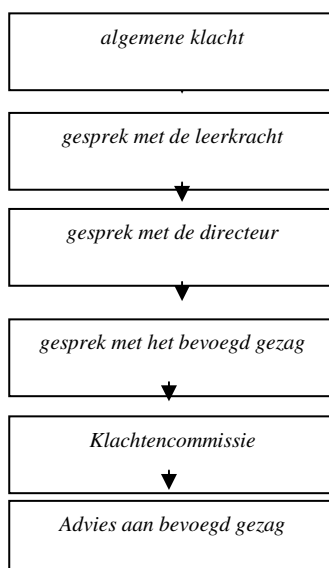 algemene klacht
gesprek met de leerkracht
gesprek met de directeur
gesprek met het bevoegd gezag
Klachtencommissie
Advies aan bevoegd gezag